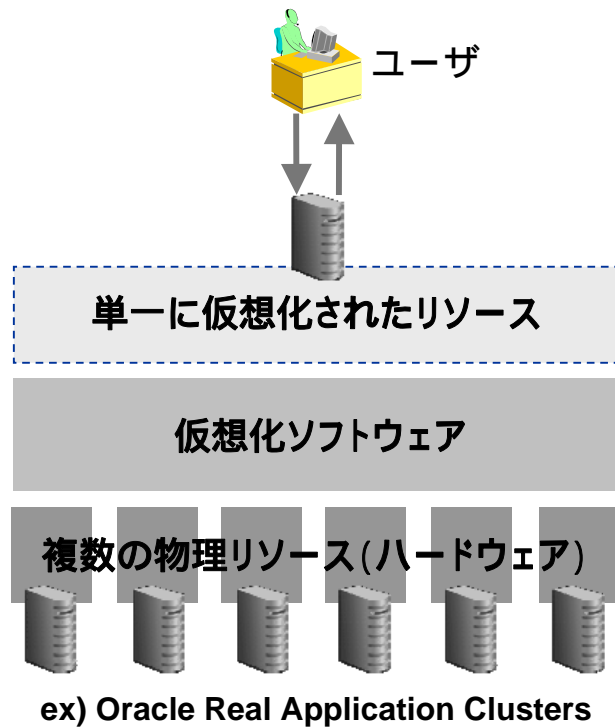 ユーザ
単一に仮想化されたリソース
仮想化ソフトウェア
複数の物理リソース(ハードウェア)
ex) Oracle Real Application Clusters